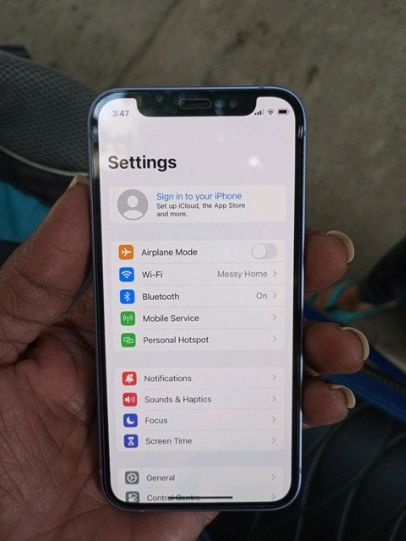 3:47
Settings
Sign in to your iPhone
Set up iCloud, the App Store
and more.
Airplane Mode
Wi-Fi Messy Home
Bluetooth On
Mobile Service
Personal Hotspot
Notifications
Sounds & Haptics
Focus
Screen Time
General
Control Centre